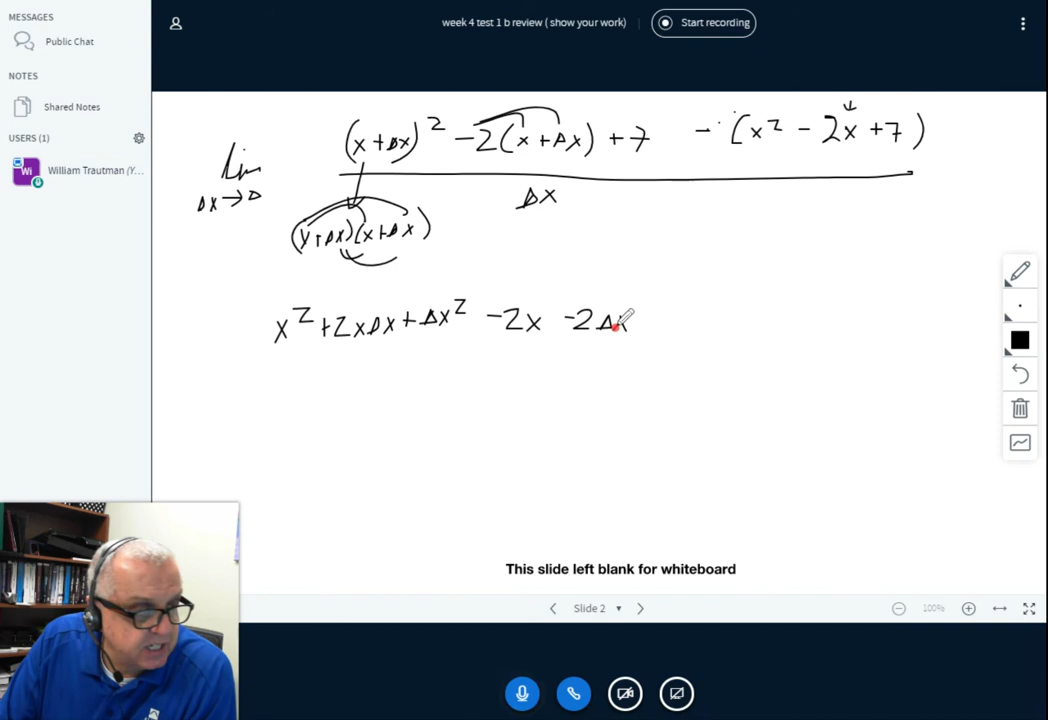 MESSAGES
Public Chat
NOTES
Shared Notes
USERS (1)
Wi
William Trautman (Y...
week 4 test 1 b review ( show your work)
Start recording
(x+Δx)² -2(x+Δx) +7 - (x² - 2x +7)
lim
Δx→0
Δx
(x+Δx)(x+Δx)
x² +2xΔx + Δx² -2x -2Δx
This slide left blank for whiteboard
Slide 2
100%